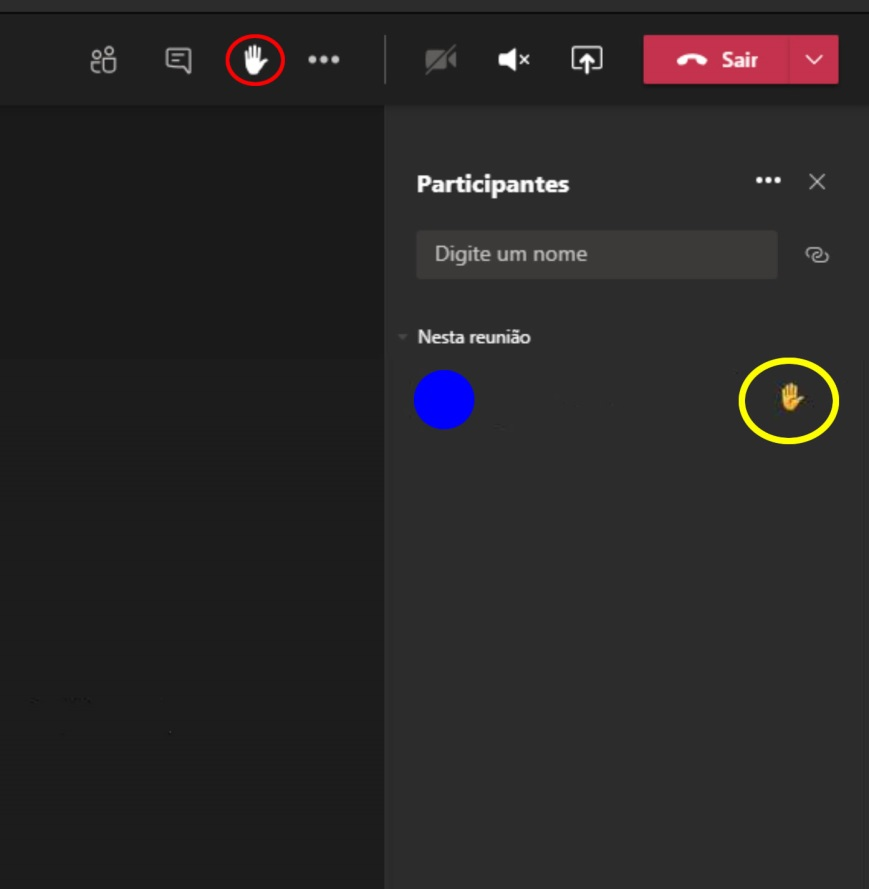 Sair
Participantes
Digite um nome
Nesta reunião